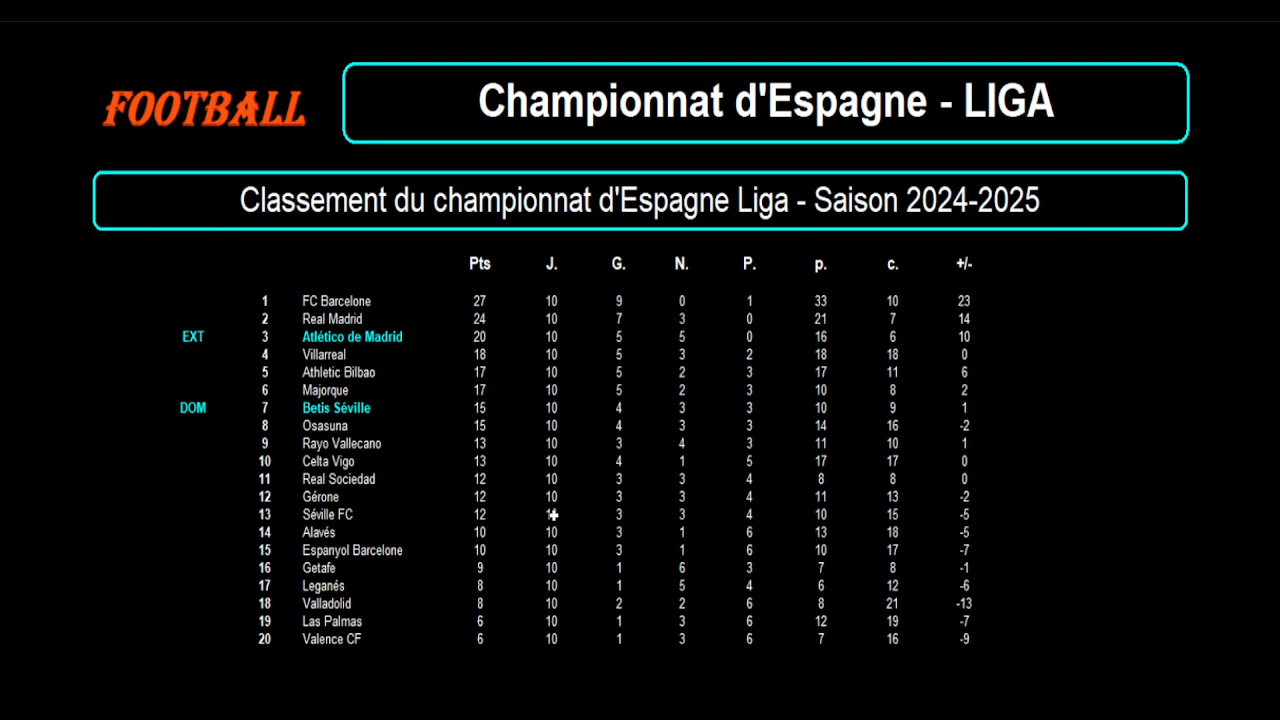 FOOTBALL
Championnat d'Espagne - LIGA
Classement du championnat d'Espagne Liga - Saison 2024-2025
Pts J. G. N. P. p. c. +/-
1 FC Barcelone 27 10 9 0 1 33 10 23
2 Real Madrid 24 10 7 3 0 21 7 14
EXT 3 Atlético de Madrid 20 10 5 5 0 16 6 10
4 Villarreal 18 10 5 3 2 18 18 0
5 Athletic Bilbao 17 10 5 2 3 17 11 6
6 Majorque 17 10 5 2 3 10 8 2
DOM 7 Betis Séville 15 10 4 3 3 10 9 1
8 Osasuna 15 10 4 3 3 14 16 -2
9 Rayo Vallecano 13 10 3 4 3 11 10 1
10 Celta Vigo 13 10 4 1 5 17 17 0
11 Real Sociedad 12 10 3 3 4 8 8 0
12 Gérone 12 10 3 3 4 11 13 -2
13 Séville FC 12 3 3 4 10 15 -5
14 Alavés 10 10 3 1 6 13 18 -5
15 Espanyol Barcelone 10 10 3 1 6 10 17 -7
16 Getafe 9 10 1 6 3 7 8 -1
17 Leganés 8 10 1 5 4 6 12 -6
18 Valladolid 8 10 2 2 6 8 21 -13
19 Las Palmas 6 10 1 3 6 12 19 -7
20 Valence CF 6 10 1 3 6 7 16 -9